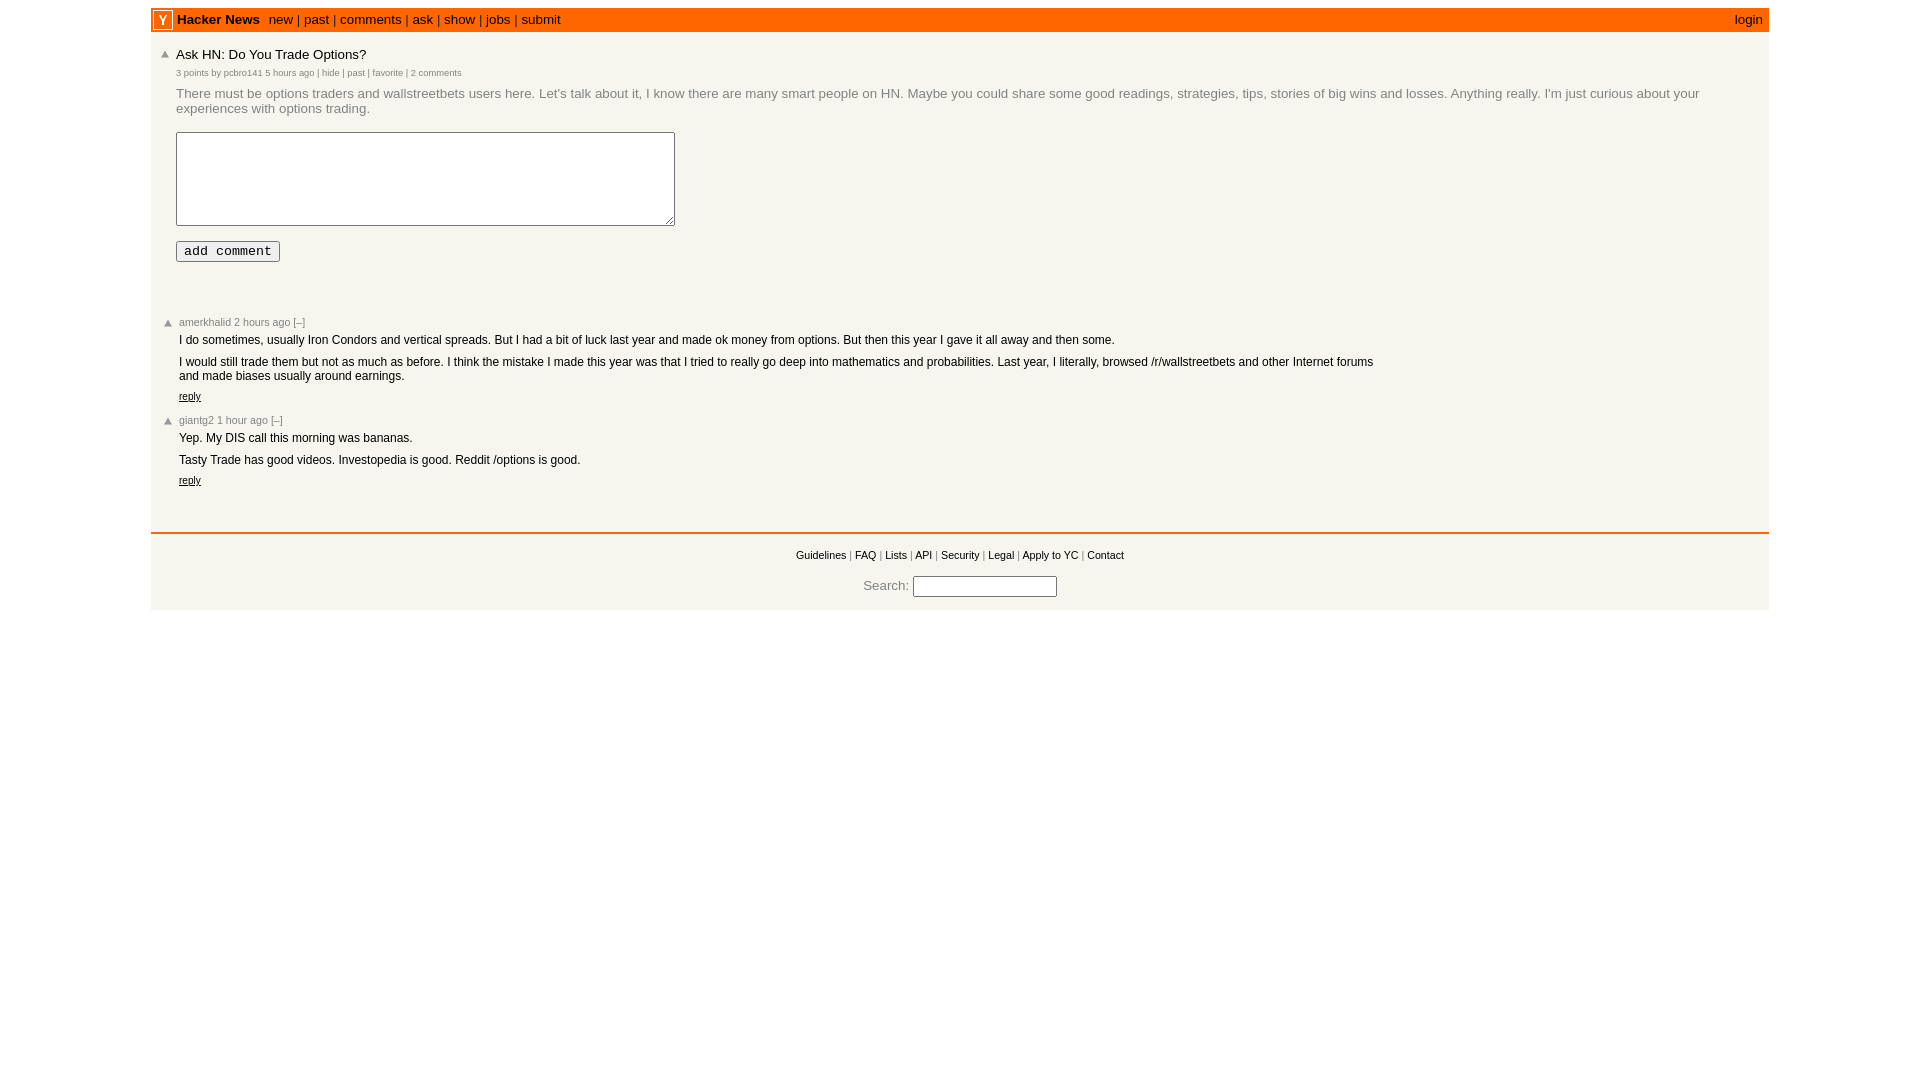 Y Hacker News new | past | comments | ask | show | jobs | submit login
Ask HN: Do You Trade Options?
3 points by pcbro141 5 hours ago | hide | past | favorite | 2 comments
There must be options traders and wallstreetbets users here. Let's talk about it, I know there are many smart people on HN. Maybe you could share some good readings, strategies, tips, stories of big wins and losses. Anything really. I'm just curious about your
experiences with options trading.
add comment
amerkhalid 2 hours ago [–]
I do sometimes, usually Iron Condors and vertical spreads. But I had a bit of luck last year and made ok money from options. But then this year I gave it all away and then some.
I would still trade them but not as much as before. I think the mistake I made this year was that I tried to really go deep into mathematics and probabilities. Last year, I literally, browsed /r/wallstreetbets and other Internet forums
and made biases usually around earnings.
reply
giantg2 1 hour ago [–]
Yep. My DIS call this morning was bananas.
Tasty Trade has good videos. Investopedia is good. Reddit /options is good.
reply
Guidelines | FAQ | Lists | API | Security | Legal | Apply to YC | Contact
Search: